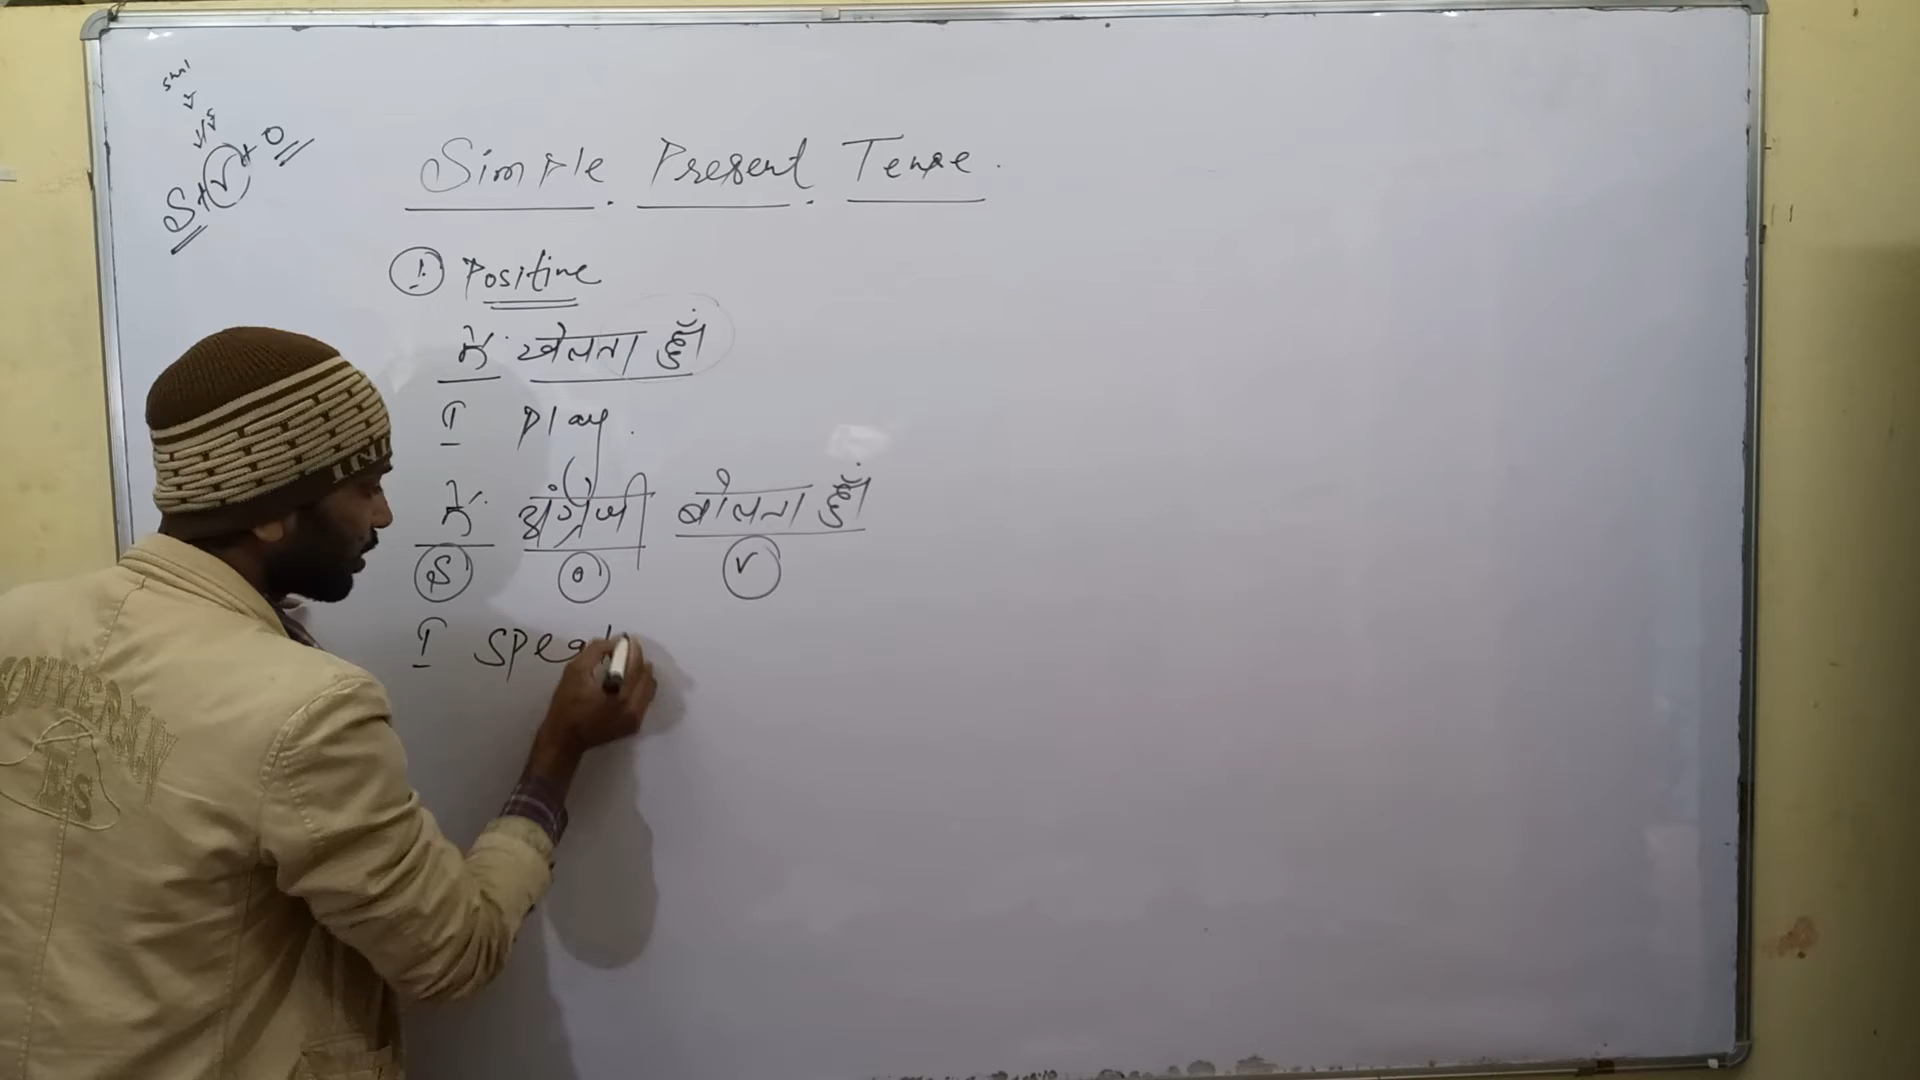 S+V+O
Simple Present Tense.
1. Positive
मैं खेलता हूँ।
I Play.
मैं अंग्रेजी बोलता हूँ।
S O V
I Speak